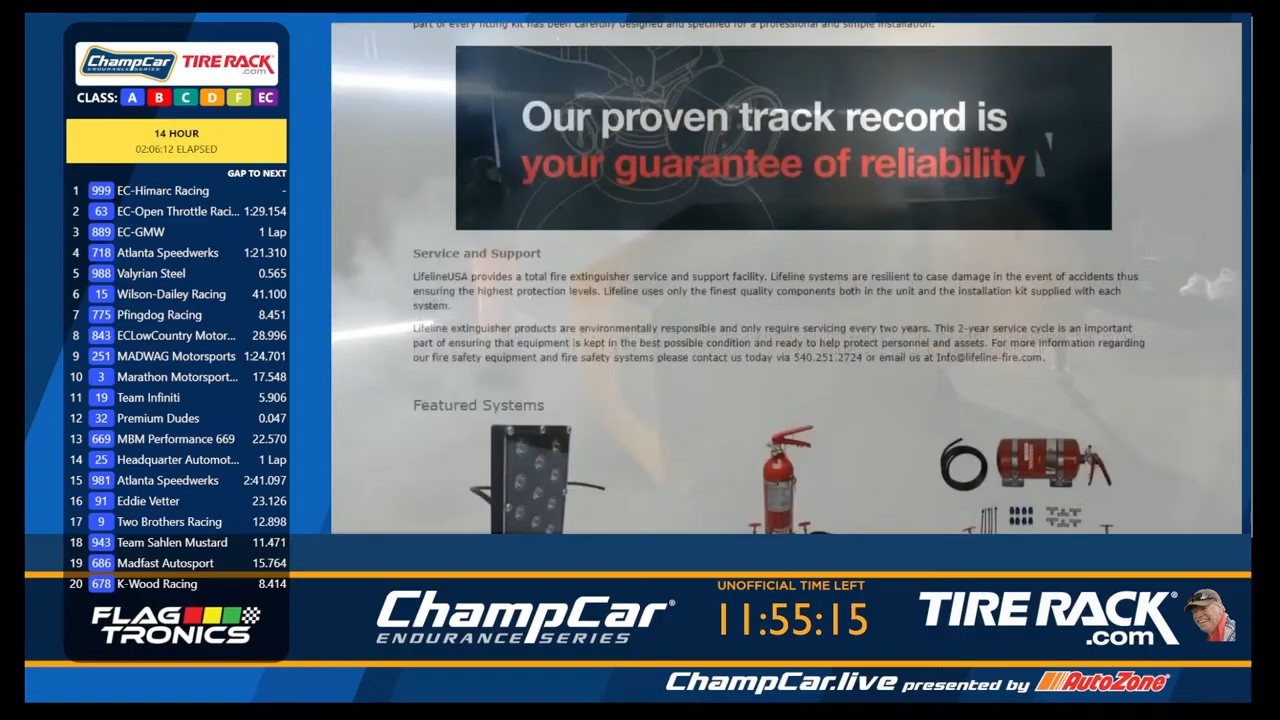 ChampCar
ENDURANCE SERIES
TIRE RACK
.com
CLASS: A B C D F EC
14 HOUR
02:06:12 ELAPSED
GAP TO NEXT
1 999 EC-Himarc Racing -
2 63 EC-Open Throttle Raci... 1:29.154
3 889 EC-GMW 1 Lap
4 718 Atlanta Speedwerks 1:21.310
5 988 Valyrian Steel 0.565
6 15 Wilson-Dailey Racing 41.100
7 775 Pfingdog Racing 8.451
8 843 ECLowCountry Motor... 28.996
9 251 MADWAG Motorsports 1:24.701
10 3 Marathon Motorsport... 17.548
11 19 Team Infiniti 5.906
12 32 Premium Dudes 0.047
13 669 MBM Performance 669 22.570
14 25 Headquarter Automot... 1 Lap
15 981 Atlanta Speedwerks 2:41.097
16 91 Eddie Vetter 23.126
17 9 Two Brothers Racing 12.898
18 943 Team Sahlen Mustard 11.471
19 686 Madfast Autosport 15.764
20 678 K-Wood Racing 8.414
FLAG
TRONICS
part of every fitting kit has been carefully designed and specified for a professional and simple installation.
Our proven track record is
your guarantee of reliability
Service and Support
LifelineUSA provides a total fire extinguisher service and support facility. Lifeline systems are resilient to case damage in the event of accidents thus
ensuring the highest protection levels. Lifeline uses only the finest quality components both in the unit and the installation kit supplied with each
system.
Lifeline extinguisher products are environmentally responsible and only require servicing every two years. This 2-year service cycle is an important
part of ensuring that equipment is kept in the best possible condition and ready to help protect personnel and assets. For more information regarding
our fire safety equipment and fire safety systems please contact us today via 540.251.2724 or email us at Info@lifeline-fire.com.
Featured Systems
ChampCar®
ENDURANCE SERIES
UNOFFICIAL TIME LEFT
11:55:15
TIRE RACK®
.com
ChampCar.live presented by AutoZone